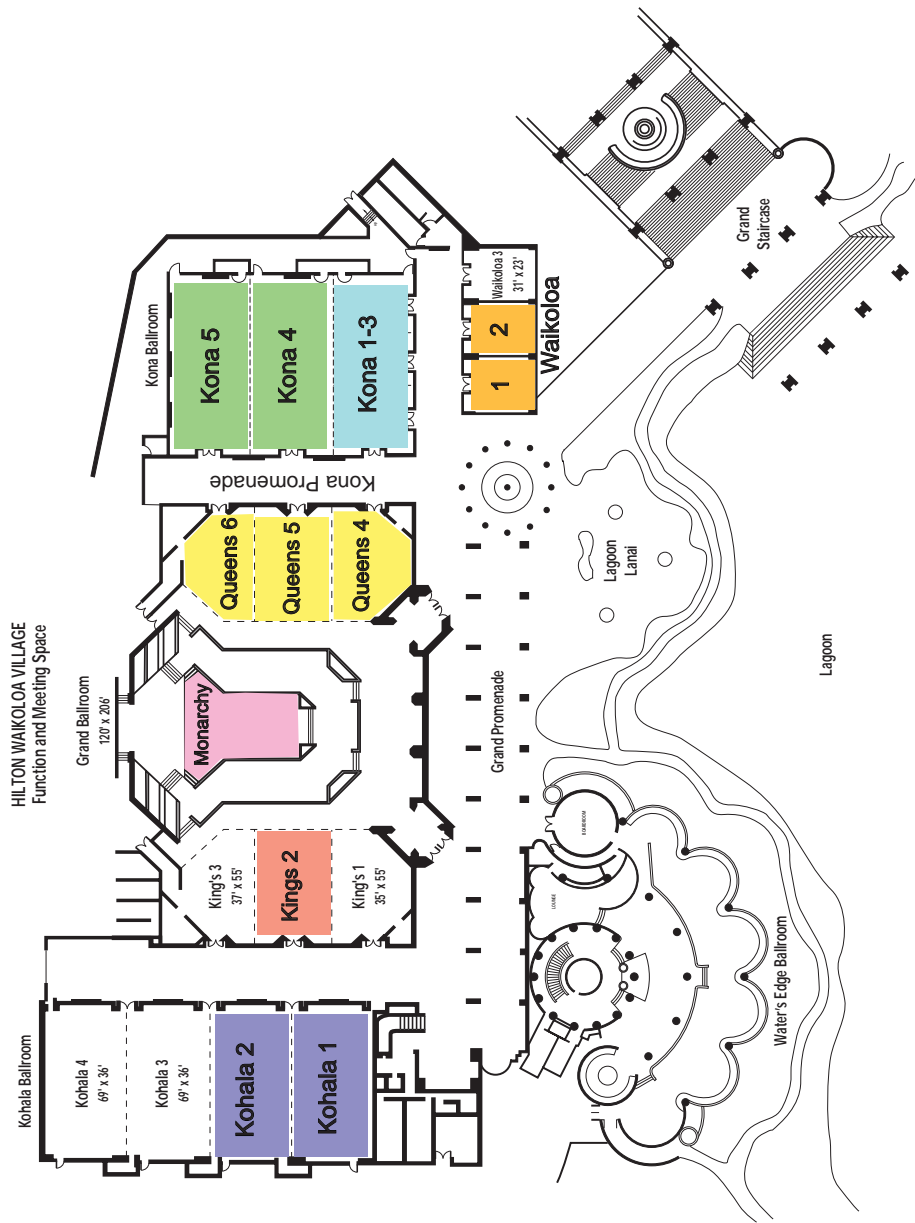 HILTON WAIKOLOA VILLAGE
Function and Meeting Space
Kohala Ballroom
Kohala 4
69' x 36'
Kohala 3
69' x 36'
Kohala 2
Kohala 1
Grand Ballroom
120' x 206'
King's 3
37' x 55'
Kings 2
King's 1
35' x 55'
Monarchy
Queens 6
Queens 5
Queens 4
Kona Promenade
Kona Ballroom
Kona 5
Kona 4
Kona 1-3
1
2
Waikoloa 3
31' x 23'
Waikoloa
Grand Promenade
BOARDROOM
LOUNGE
Water's Edge Ballroom
Lagoon
Lanai
Lagoon
Grand
Staircase